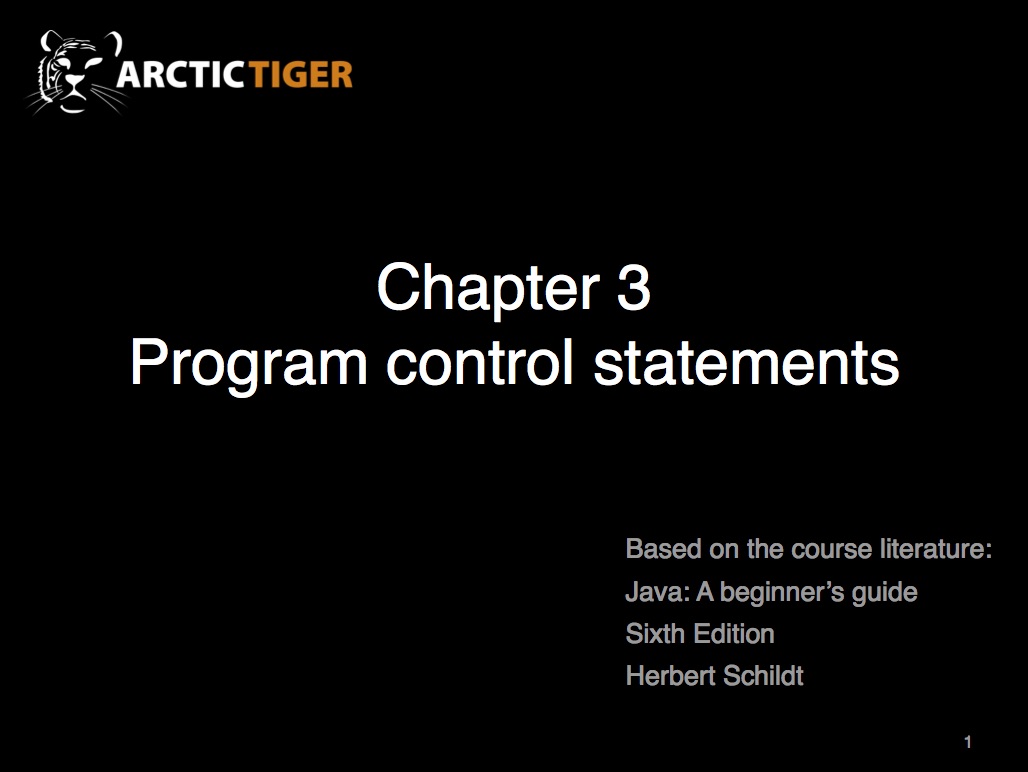 ARCTICTIGER
Chapter 3
Program control statements
Based on the course literature:
Java: A beginner’s guide
Sixth Edition
Herbert Schildt
1